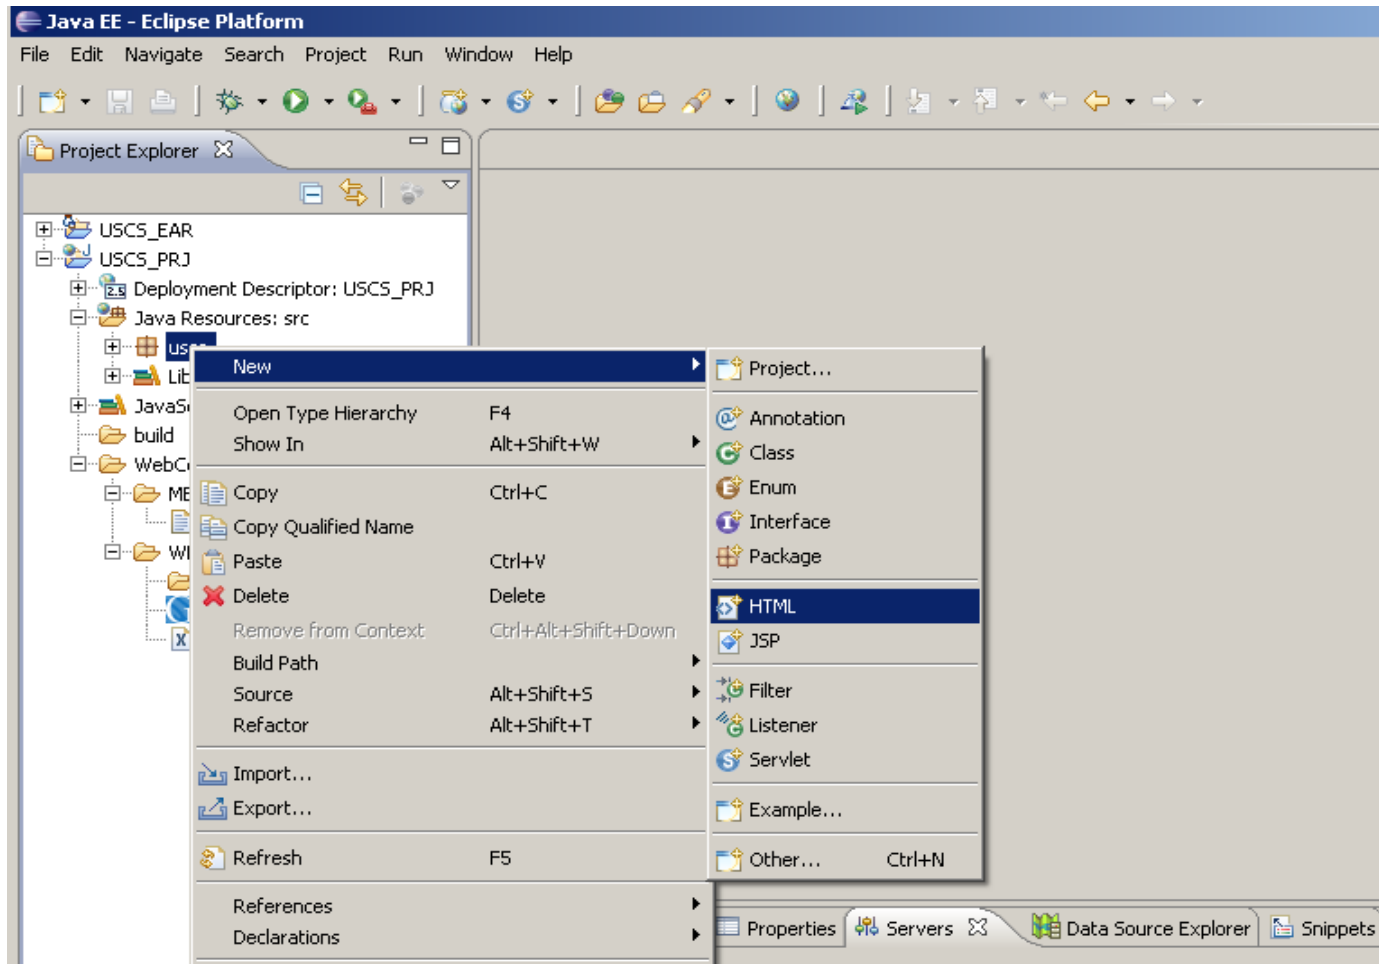 Java EE - Eclipse Platform
File Edit Navigate Search Project Run Window Help
Project Explorer
USCS_EAR
USCS_PRJ
2.5 Deployment Descriptor: USCS_PRJ
Java Resources: src
Lib
build
New
Open Type Hierarchy F4
Show In Alt+Shift+W
Copy Ctrl+C
Copy Qualified Name
Paste Ctrl+V
Delete Delete
Remove from Context Ctrl+Alt+Shift+Down
Build Path
Source Alt+Shift+S
Refactor Alt+Shift+T
Import...
Export...
Refresh F5
References
Declarations
Project...
Annotation
Class
Enum
Interface
Package
HTML
JSP
Filter
Listener
Servlet
Example...
Other... Ctrl+N
Properties Servers Data Source Explorer Snippets